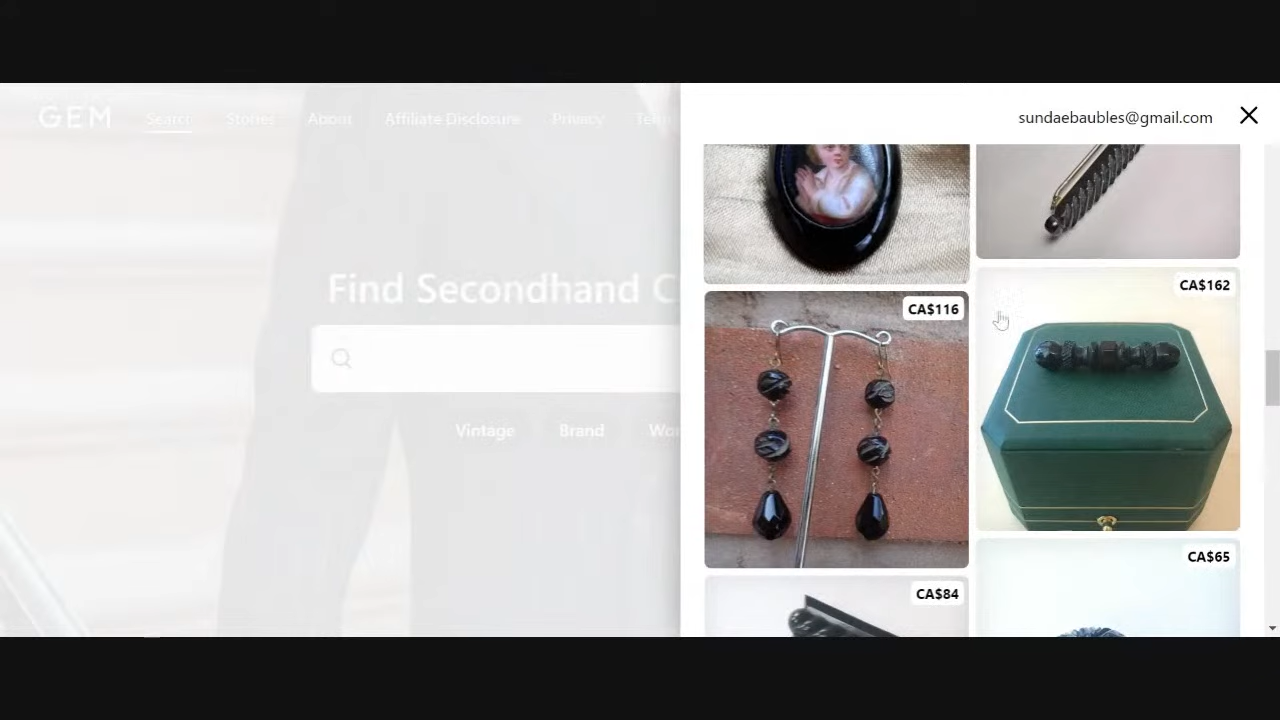 GEM Search Stories About Affiliate Disclosure Privacy
sundaebaubles@gmail.com
CA$162
Find Secondhand
CA$116
Vintage Brand
CA$65
CA$84